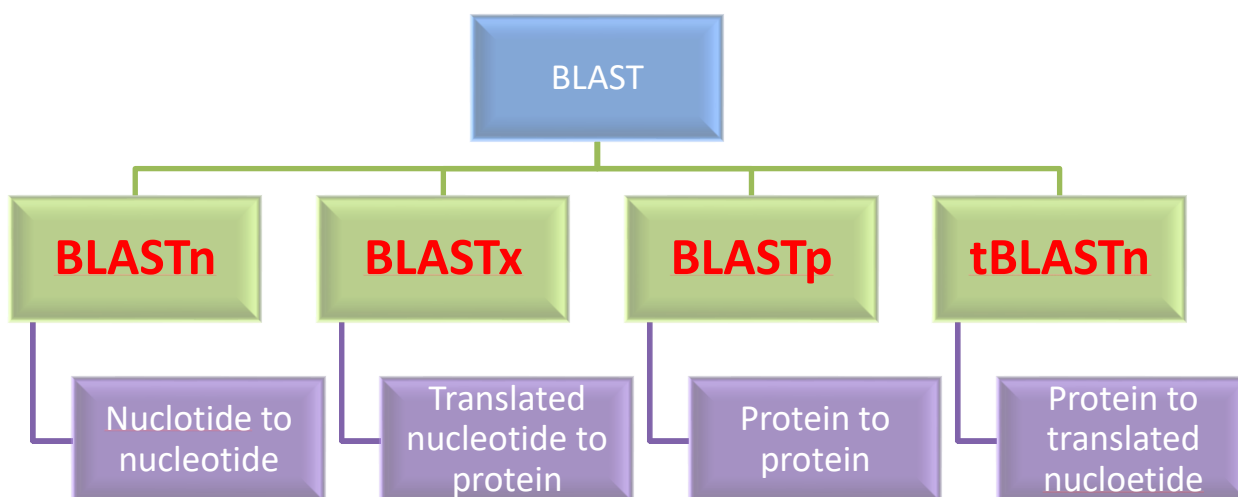 BLAST
BLASTn
BLASTx
BLASTp
tBLASTn
Nuclotide to
nucleotide
Translated
nucleotide to
protein
Protein to
protein
Protein to
translated
nucloetide